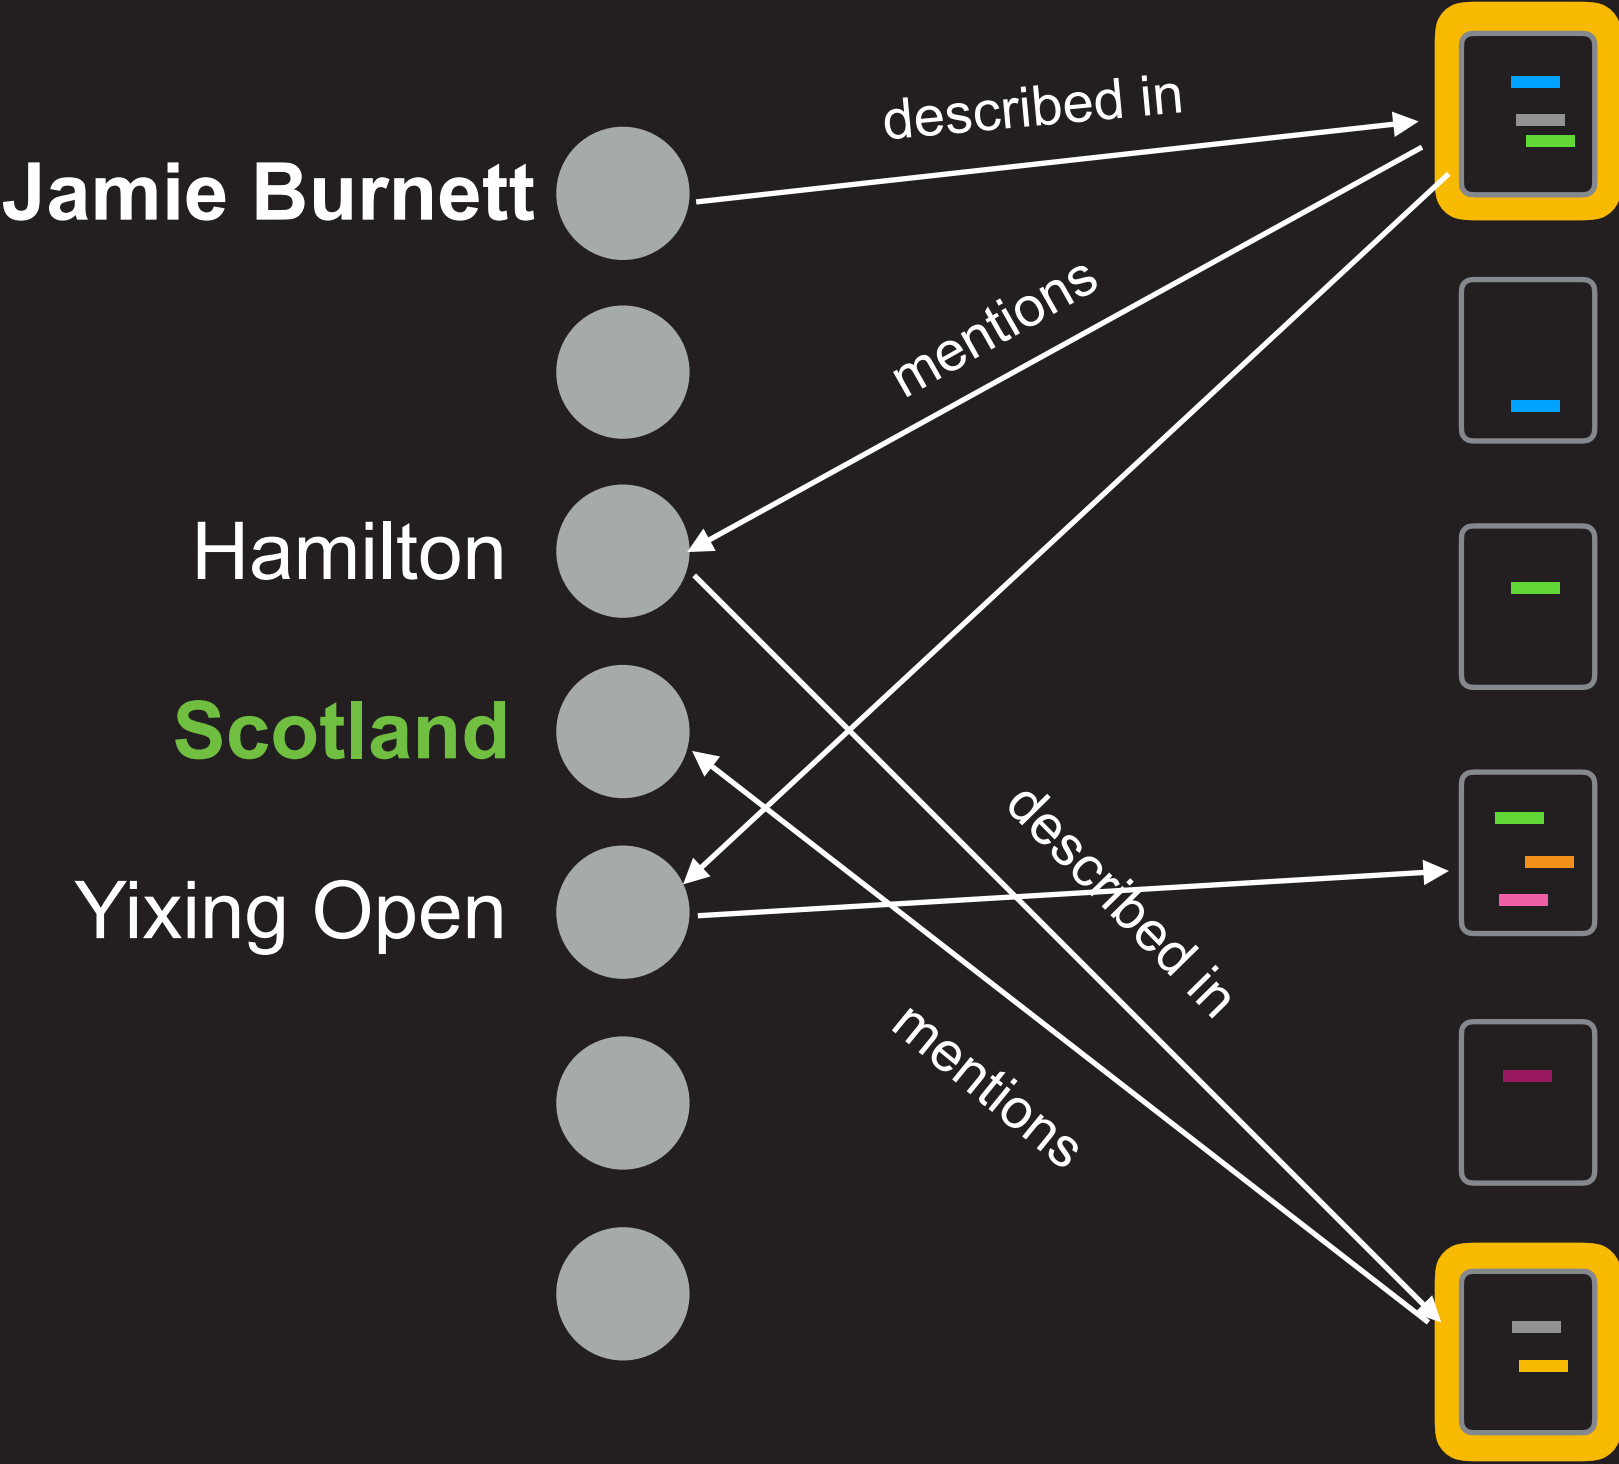 described in
Jamie Burnett
mentions
Hamilton
Scotland
described in
Yixing Open
mentions